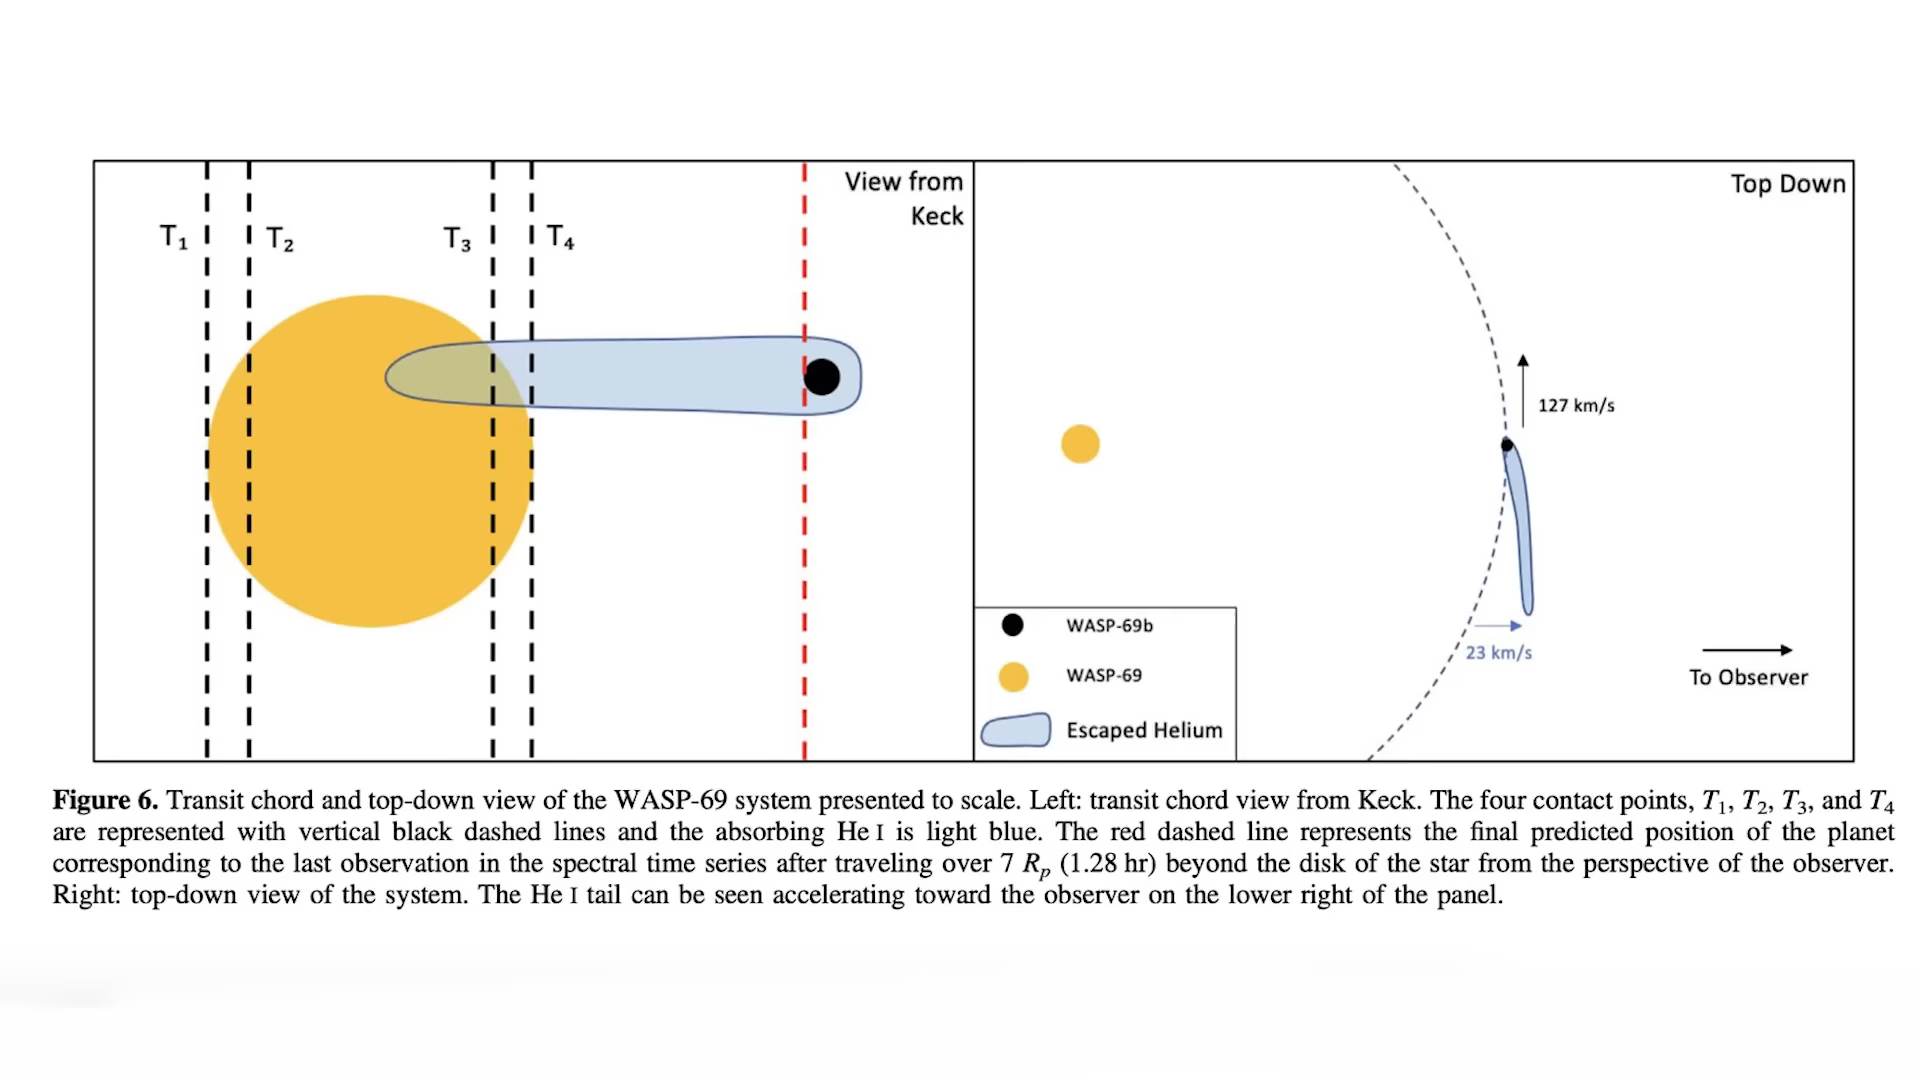 View from
Keck
T1
T2
T3
T4
Top Down
127 km/s
23 km/s
To Observer
WASP-69b
WASP-69
Escaped Helium
Figure 6. Transit chord and top-down view of the WASP-69 system presented to scale. Left: transit chord view from Keck. The four contact points, T1, T2, T3, and T4
are represented with vertical black dashed lines and the absorbing He I is light blue. The red dashed line represents the final predicted position of the planet
corresponding to the last observation in the spectral time series after traveling over 7 Rp (1.28 hr) beyond the disk of the star from the perspective of the observer.
Right: top-down view of the system. The He I tail can be seen accelerating toward the observer on the lower right of the panel.